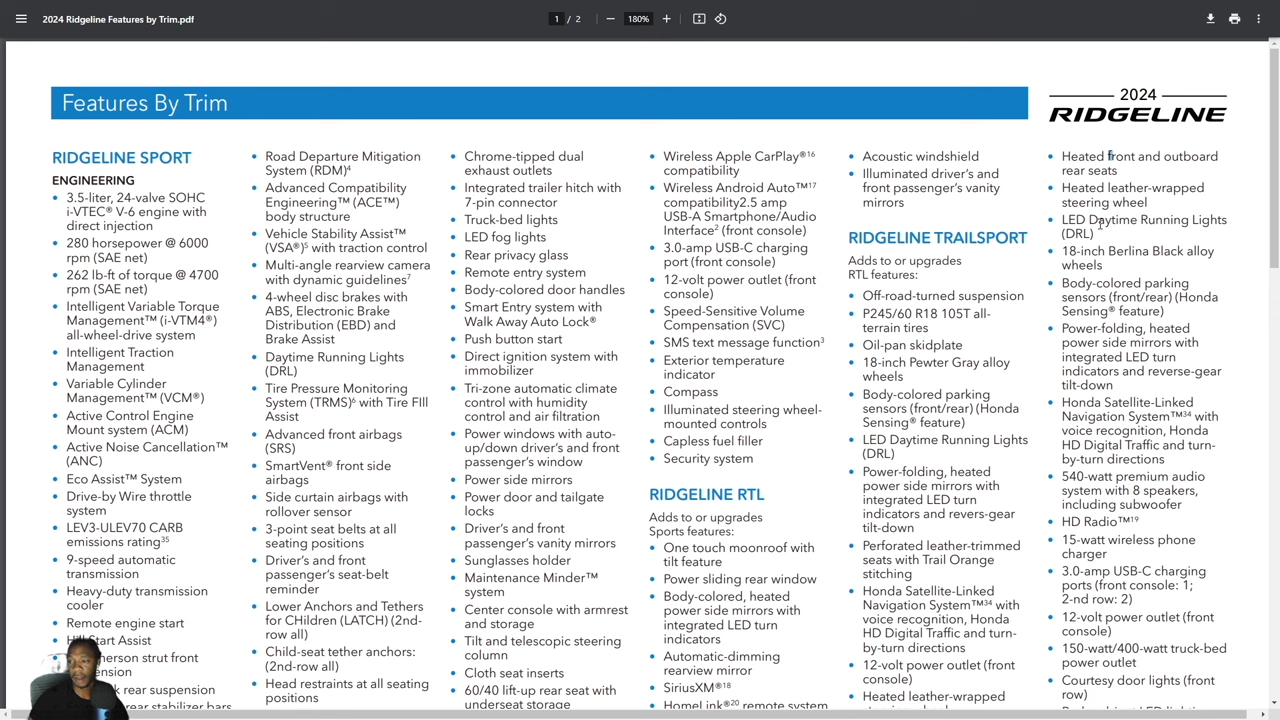 2024 Ridgeline Features by Trim.pdf
1 / 2
180%
Features By Trim
2024
RIDGELINE
RIDGELINE SPORT
ENGINEERING
• 3.5-liter, 24-valve SOHC
i-VTEC® V-6 engine with
direct injection
• 280 horsepower @ 6000
rpm (SAE net)
• 262 lb-ft of torque @ 4700
rpm (SAE net)
• Intelligent Variable Torque
Management™ (i-VTM4®)
all-wheel-drive system
• Intelligent Traction
Management
• Variable Cylinder
Management™ (VCM®)
• Active Control Engine
Mount system (ACM)
• Active Noise Cancellation™
(ANC)
• Eco Assist™ System
• Drive-by Wire throttle
system
• LEV3-ULEV70 CARB
emissions rating³⁵
• 9-speed automatic
transmission
• Heavy-duty transmission
cooler
• Remote engine start
Start Assist
strut front
rear suspension
rear stabilizer bars
• Road Departure Mitigation
System (RDM)⁴
• Advanced Compatibility
Engineering™ (ACE™)
body structure
• Vehicle Stability Assist™
(VSA®)⁵ with traction control
• Multi-angle rearview camera
with dynamic guidelines⁷
• 4-wheel disc brakes with
ABS, Electronic Brake
Distribution (EBD) and
Brake Assist
• Daytime Running Lights
(DRL)
• Tire Pressure Monitoring
System (TRMS)⁶ with Tire FIll
Assist
• Advanced front airbags
(SRS)
• SmartVent® front side
airbags
• Side curtain airbags with
rollover sensor
• 3-point seat belts at all
seating positions
• Driver's and front
passenger's seat-belt
reminder
• Lower Anchors and Tethers
for CHildren (LATCH) (2nd-
row all)
• Child-seat tether anchors:
(2nd-row all)
• Head restraints at all seating
positions
• Chrome-tipped dual
exhaust outlets
• Integrated trailer hitch with
7-pin connector
• Truck-bed lights
• LED fog lights
• Rear privacy glass
• Remote entry system
• Body-colored door handles
• Smart Entry system with
Walk Away Auto Lock®
• Push button start
• Direct ignition system with
immobilizer
• Tri-zone automatic climate
control with humidity
control and air filtration
• Power windows with auto-
up/down driver's and front
passenger's window
• Power side mirrors
• Power door and tailgate
locks
• Driver's and front
passenger's vanity mirrors
• Sunglasses holder
• Maintenance Minder™
system
• Center console with armrest
and storage
• Tilt and telescopic steering
column
• Cloth seat inserts
• 60/40 lift-up rear seat with
underseat storage
• Wireless Apple CarPlay®¹⁶
compatibility
• Wireless Android Auto™¹⁷
compatibility2.5 amp
USB-A Smartphone/Audio
Interface² (front console)
• 3.0-amp USB-C charging
port (front console)
• 12-volt power outlet (front
console)
• Speed-Sensitive Volume
Compensation (SVC)
• SMS text message function³
• Exterior temperature
indicator
• Compass
• Illuminated steering wheel-
mounted controls
• Capless fuel filler
• Security system
RIDGELINE RTL
Adds to or upgrades
Sports features:
• One touch moonroof with
tilt feature
• Power sliding rear window
• Body-colored, heated
power side mirrors with
integrated LED turn
indicators
• Automatic-dimming
rearview mirror
• SiriusXM®¹⁸
• HomeLink®²⁰ remote system
• Acoustic windshield
• Illuminated driver's and
front passenger's vanity
mirrors
RIDGELINE TRAILSPORT
Adds to or upgrades
RTL features:
• Off-road-turned suspension
• P245/60 R18 105T all-
terrain tires
• Oil-pan skidplate
• 18-inch Pewter Gray alloy
wheels
• Body-colored parking
sensors (front/rear) (Honda
Sensing® feature)
• LED Daytime Running Lights
(DRL)
• Power-folding, heated
power side mirrors with
integrated LED turn
indicators and revers-gear
tilt-down
• Perforated leather-trimmed
seats with Trail Orange
stitching
• Honda Satellite-Linked
Navigation System™³⁴ with
voice recognition, Honda
HD Digital Traffic and turn-
by-turn directions
• 12-volt power outlet (front
console)
• Heated leather-wrapped
• Heated front and outboard
rear seats
• Heated leather-wrapped
steering wheel
• LED Daytime Running Lights
(DRL)
• 18-inch Berlina Black alloy
wheels
• Body-colored parking
sensors (front/rear) (Honda
Sensing® feature)
• Power-folding, heated
power side mirrors with
integrated LED turn
indicators and reverse-gear
tilt-down
• Honda Satellite-Linked
Navigation System™³⁴ with
voice recognition, Honda
HD Digital Traffic and turn-
by-turn directions
• 540-watt premium audio
system with 8 speakers,
including subwoofer
• HD Radio™¹⁹
• 15-watt wireless phone
charger
• 3.0-amp USB-C charging
ports (front console: 1;
2-nd row: 2)
• 12-volt power outlet (front
console)
• 150-watt/400-watt truck-bed
power outlet
• Courtesy door lights (front
row)